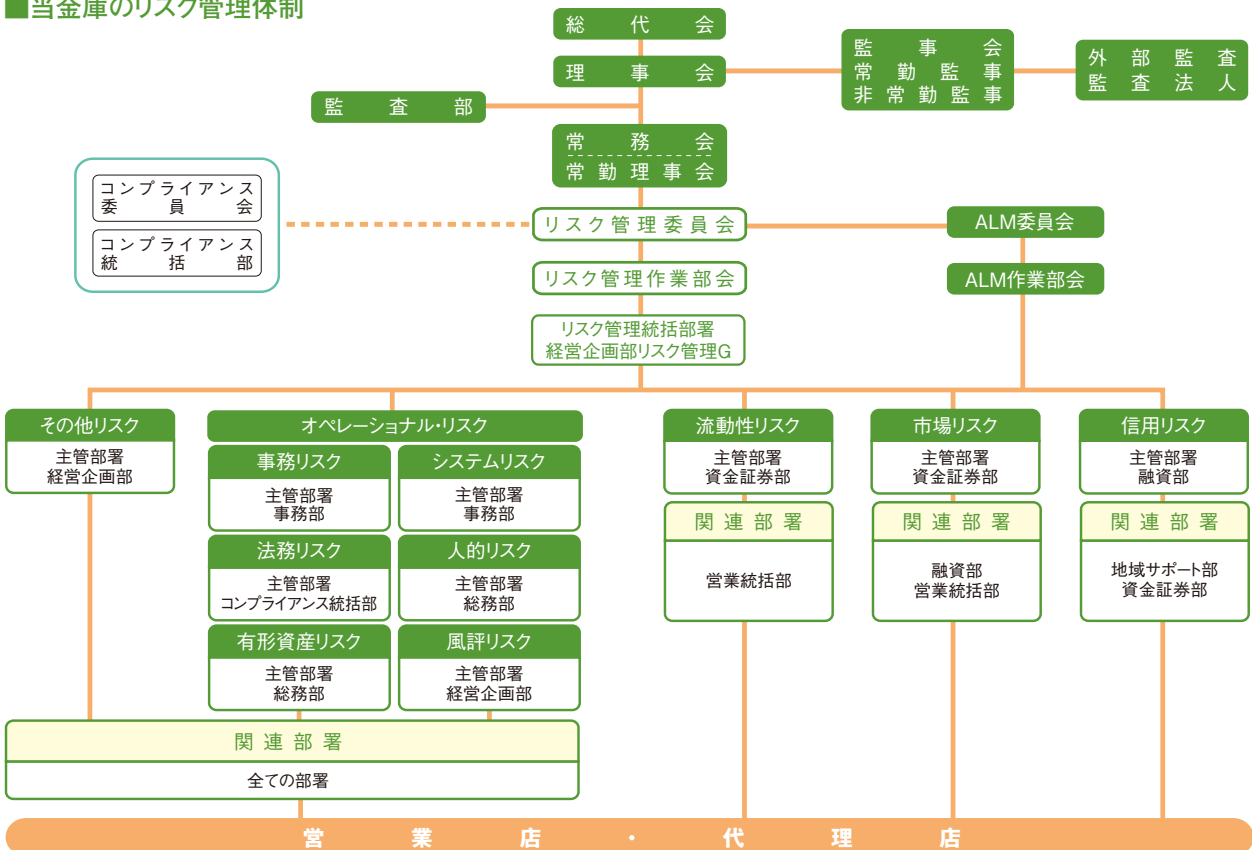 ■当金庫のリスク管理体制
総代会
理事会
監事会
常勤監事
非常勤監事
外部監査
監査法人
監査部
常務会
常勤理事会
コンプライアンス
委員会
コンプライアンス
統括部
リスク管理委員会
ALM委員会
リスク管理作業部会
ALM作業部会
リスク管理統括部署
経営企画部リスク管理G
その他リスク
主管部署
経営企画部
オペレーショナル・リスク
事務リスク
主管部署
事務部
システムリスク
主管部署
事務部
法務リスク
主管部署
コンプライアンス統括部
人的リスク
主管部署
総務部
有形資産リスク
主管部署
総務部
風評リスク
主管部署
経営企画部
関連部署
全ての部署
流動性リスク
主管部署
資金証券部
関連部署
営業統括部
市場リスク
主管部署
資金証券部
関連部署
融資部
営業統括部
信用リスク
主管部署
融資部
関連部署
地域サポート部
資金証券部
営業店・代理店